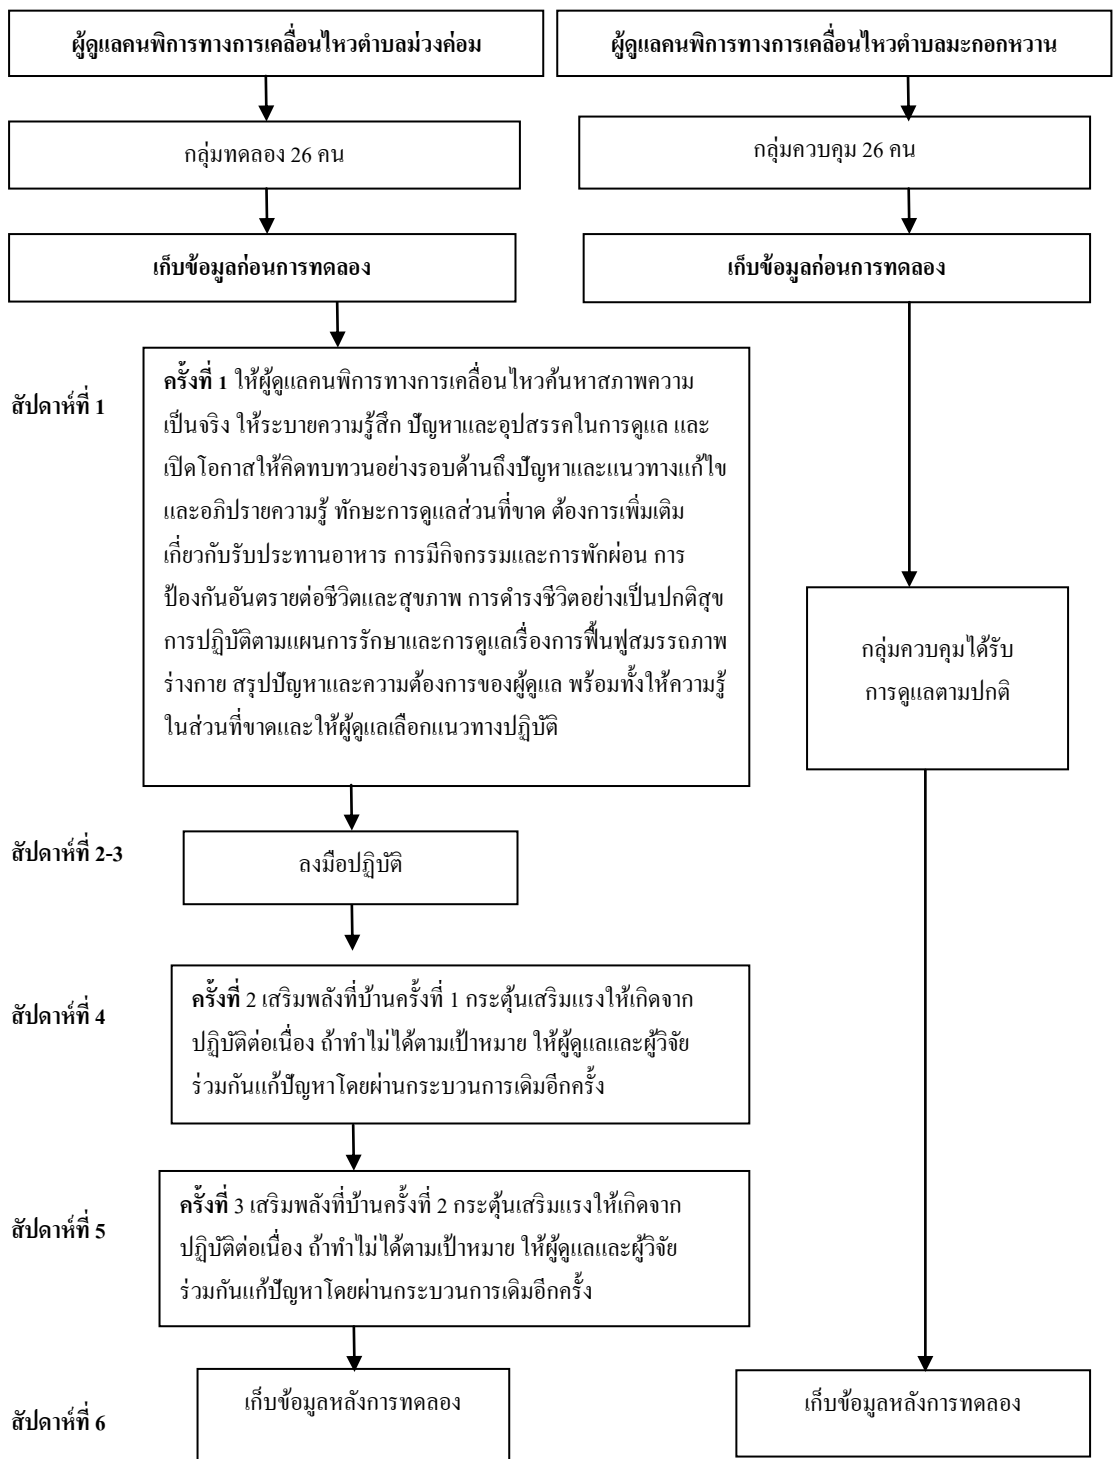 ผู้ดูแลคนพิการทางการเคลื่อนไหวตำบลม่วงค่อม
ผู้ดูแลคนพิการทางการเคลื่อนไหวตำบลมะกอกหวาน
กลุ่มทดลอง 26 คน
กลุ่มควบคุม 26 คน
เก็บข้อมูลก่อนการทดลอง
เก็บข้อมูลก่อนการทดลอง
สัปดาห์ที่ 1
ครั้งที่ 1 ให้ผู้ดูแลคนพิการทางการเคลื่อนไหวค้นหาสภาพความ
เป็นจริง ให้ระบายความรู้สึก ปัญหาและอุปสรรคในการดูแล และ
เปิดโอกาสให้คิดทบทวนอย่างรอบด้านถึงปัญหาและแนวทางแก้ไข
และอภิปรายความรู้ ทักษะการดูแลส่วนที่ขาด ต้องการเพิ่มเติม
เกี่ยวกับรับประทานอาหาร การมีกิจกรรมและการพักผ่อน การ
ป้องกันอันตรายต่อชีวิตและสุขภาพ การดำรงชีวิตอย่างเป็นปกติสุข
การปฏิบัติตามแผนการรักษาและการดูแลเรื่องการฟื้นฟูสมรรถภาพ
ร่างกาย สรุปปัญหาและความต้องการของผู้ดูแล พร้อมทั้งให้ความรู้
ในส่วนที่ขาดและให้ผู้ดูแลเลือกแนวทางปฏิบัติ
กลุ่มควบคุมได้รับ
การดูแลตามปกติ
สัปดาห์ที่ 2-3
ลงมือปฏิบัติ
สัปดาห์ที่ 4
ครั้งที่ 2 เสริมพลังที่บ้านครั้งที่ 1 กระตุ้นเสริมแรงให้เกิดจาก
ปฏิบัติต่อเนื่อง ถ้าทำไม่ได้ตามเป้าหมาย ให้ผู้ดูแลและผู้วิจัย
ร่วมกันแก้ปัญหาโดยผ่านกระบวนการเดิมอีกครั้ง
สัปดาห์ที่ 5
ครั้งที่ 3 เสริมพลังที่บ้านครั้งที่ 2 กระตุ้นเสริมแรงให้เกิดจาก
ปฏิบัติต่อเนื่อง ถ้าทำไม่ได้ตามเป้าหมาย ให้ผู้ดูแลและผู้วิจัย
ร่วมกันแก้ปัญหาโดยผ่านกระบวนการเดิมอีกครั้ง
สัปดาห์ที่ 6
เก็บข้อมูลหลังการทดลอง
เก็บข้อมูลหลังการทดลอง